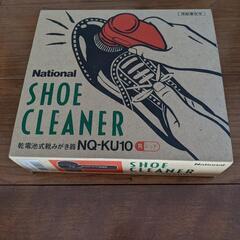 National
SHOE
CLEANER
乾電池式靴みがき器 NQ-KU10
SHOE CLEANER
National